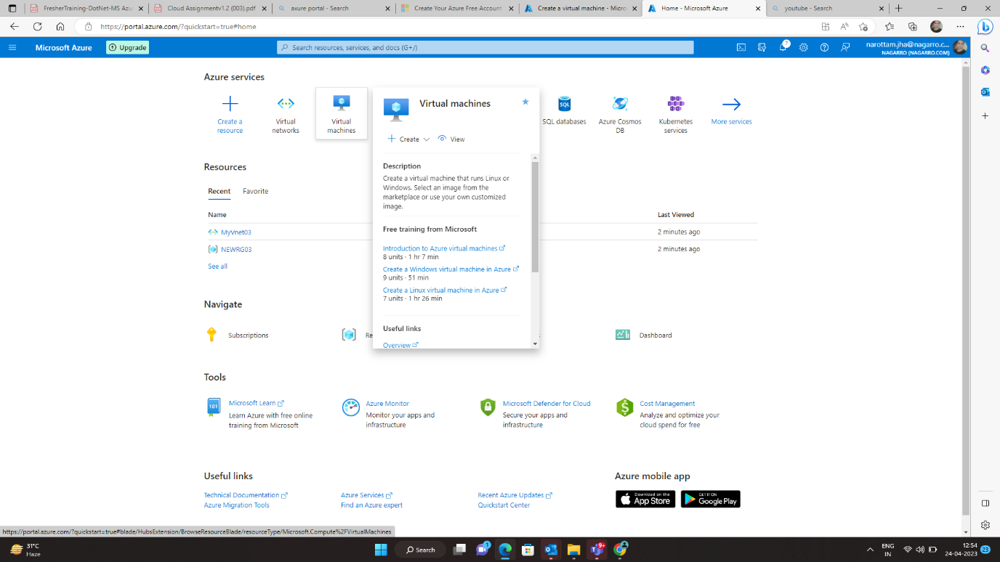 FresherTraining-DotNet-MS Azur
Cloud Assignmentv1.2 (003).pdf
axure portal - Search
Create Your Azure Free Account
Create a virtual machine - Micros
Home - Microsoft Azure
youtube - Search
https://portal.azure.com/?quickstart=true#home
Microsoft Azure
Upgrade
Search resources, services, and docs (G+/)
7
narottam.jha@nagarro.c...
NAGARRO (NAGARRO.COM)
Azure services
Create a
resource
Virtual
networks
Virtual
machines
SQL
SQL databases
Azure Cosmos
DB
Kubernetes
services
More services
Virtual machines
Create
View
Description
Create a virtual machine that runs Linux or
Windows. Select an image from the
marketplace or use your own customized
image.
Free training from Microsoft
Introduction to Azure virtual machines
8 units · 1 hr 7 min
Create a Windows virtual machine in Azure
9 units · 51 min
Create a Linux virtual machine in Azure
7 units · 1 hr 26 min
Useful links
Overview
Resources
Recent
Favorite
Name
Last Viewed
MyVnet03
2 minutes ago
NEWRG03
2 minutes ago
See all
Navigate
Subscriptions
Re
Dashboard
Tools
101
Microsoft Learn
Learn Azure with free online
training from Microsoft
Azure Monitor
Monitor your apps and
infrastructure
Microsoft Defender for Cloud
Secure your apps and
infrastructure
Cost Management
Analyze and optimize your
cloud spend for free
Useful links
Technical Documentation
Azure Services
Recent Azure Updates
Azure Migration Tools
Find an Azure expert
Quickstart Center
Azure mobile app
Download on the
App Store
GET IT ON
Google Play
https://portal.azure.com/?quickstart=true#blade/HubsExtension/BrowseResourceBlade/resourceType/Microsoft.Compute%2FVirtualMachines
31°C
Haze
Search
1
9+
ENG
IN
12:54
24-04-2023
23